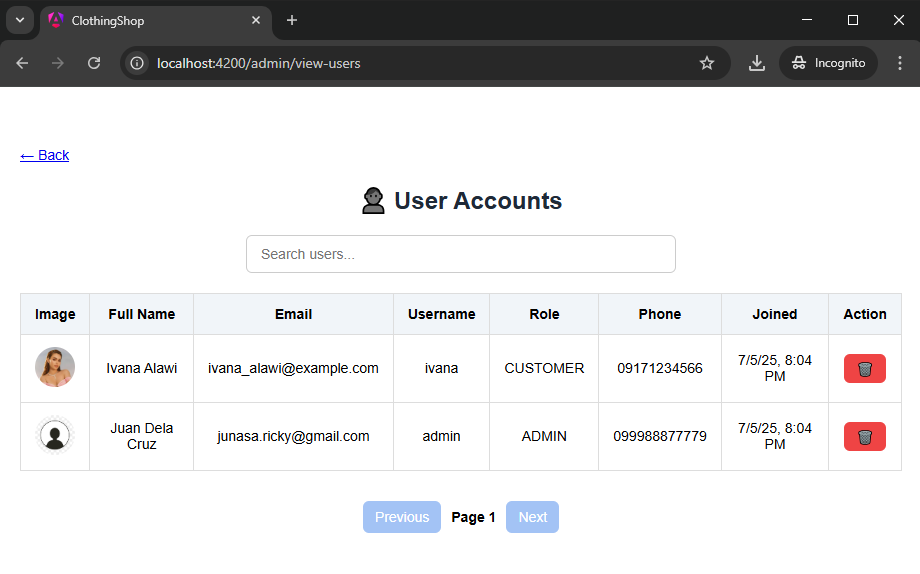 ClothingShop
localhost:4200/admin/view-users
Incognito
← Back
User Accounts
Search users...
Image Full Name Email Username Role Phone Joined Action
Ivana Alawi ivana_alawi@example.com ivana CUSTOMER 09171234566 7/5/25, 8:04
PM
Juan Dela
Cruz junasa.ricky@gmail.com admin ADMIN 099988877779 7/5/25, 8:04
PM
Previous Page 1 Next